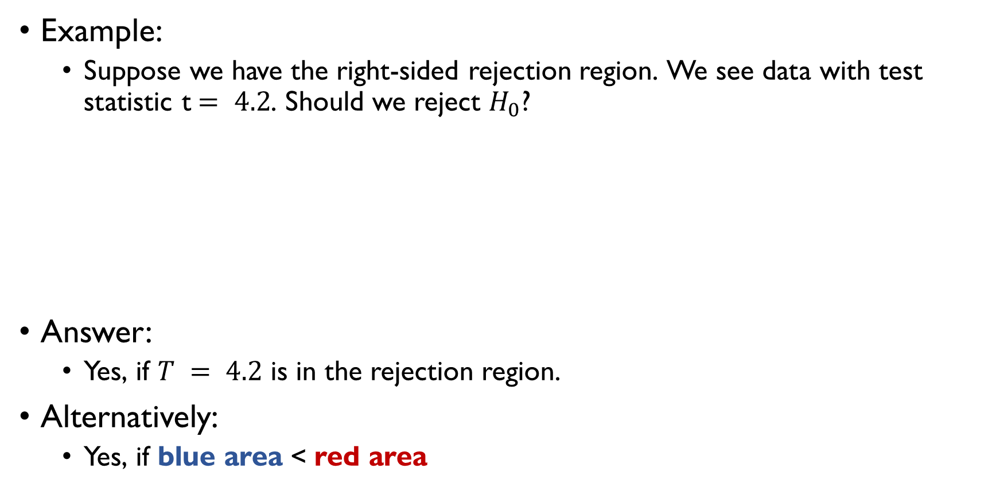 • Example:
• Suppose we have the right-sided rejection region. We see data with test
statistic t = 4.2. Should we reject H₀?
• Answer:
• Yes, if T = 4.2 is in the rejection region.
• Alternatively:
• Yes, if blue area < red area